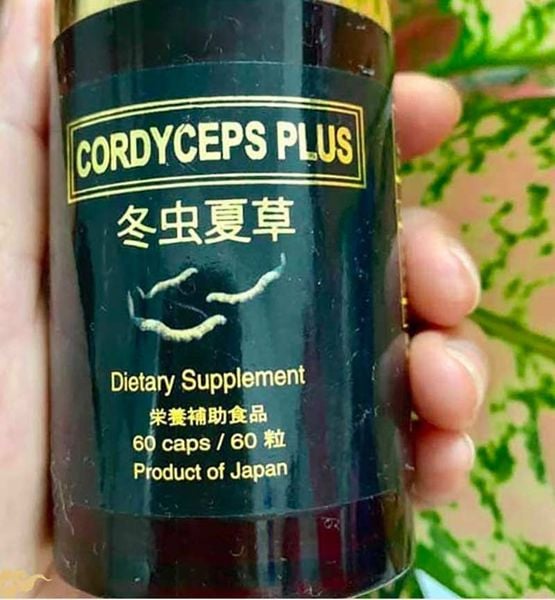 CORDYCEPS PLUS
冬虫夏草
Dietary Supplement
栄養補助食品
60 caps / 60 粒
Product of Japan